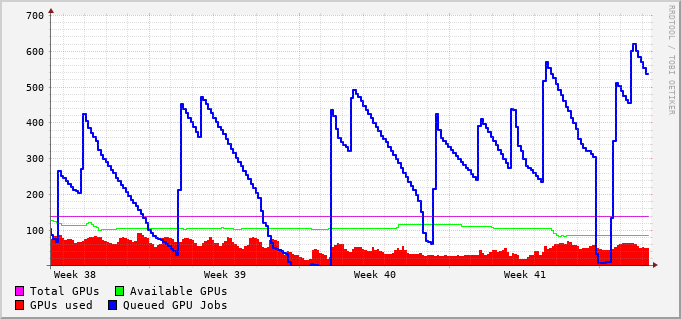 700
600
500
400
300
200
100
Week 38 Week 39 Week 40 Week 41
Total GPUs Available GPUs
GPUs used Queued GPU Jobs
RRDTOOL / TOBI OETIKER